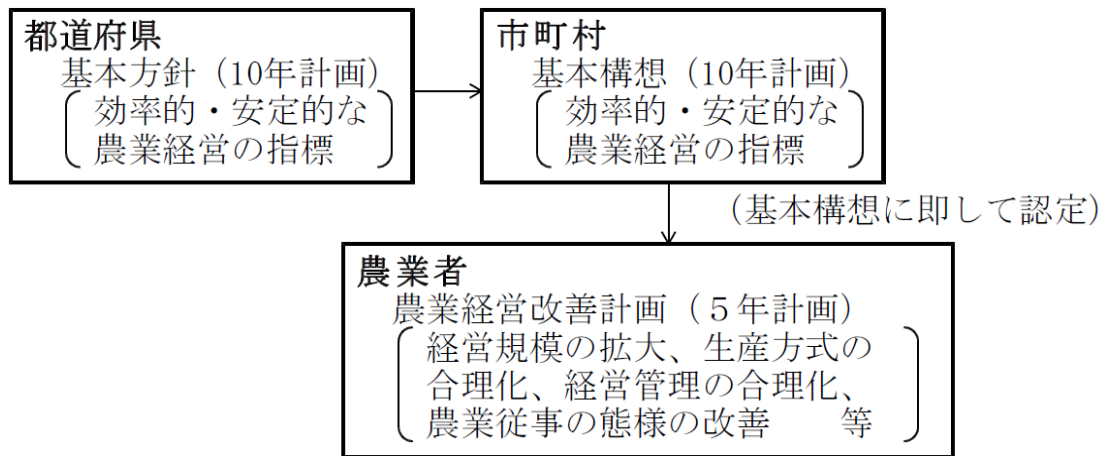 都道府県
基本方針（10年計画）
効率的・安定的な
農業経営の指標
市町村
基本構想（10年計画）
効率的・安定的な
農業経営の指標
（基本構想に即して認定）
農業者
農業経営改善計画（５年計画）
経営規模の拡大、生産方式の
合理化、経営管理の合理化、
農業従事の態様の改善　　等